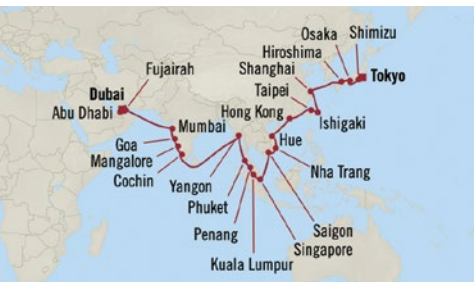 Osaka
Shimizu
Hiroshima
Shanghai
Tokyo
Fujairah
Taipei
Dubai
Abu Dhabi
Hong Kong
Ishigaki
Mumbai
Goa
Hue
Mangalore
Nha Trang
Cochin
Yangon
Phuket
Saigon
Penang
Singapore
Kuala Lumpur